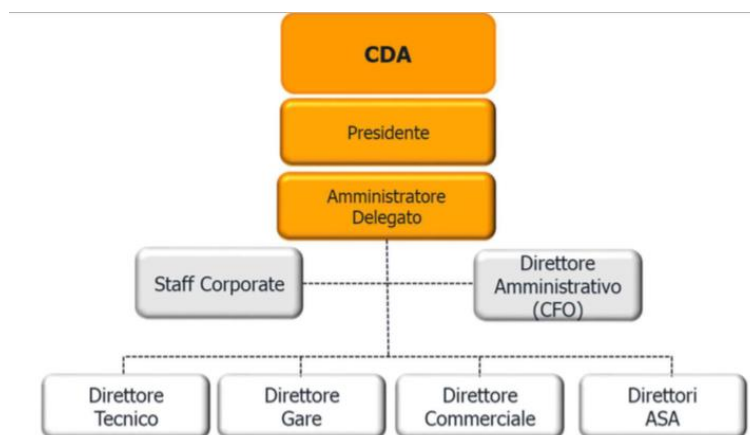 CDA
Presidente
Amministratore
Delegato
Staff Corporate
Direttore
Amministrativo
(CFO)
Direttore
Tecnico
Direttore
Gare
Direttore
Commerciale
Direttori
ASA